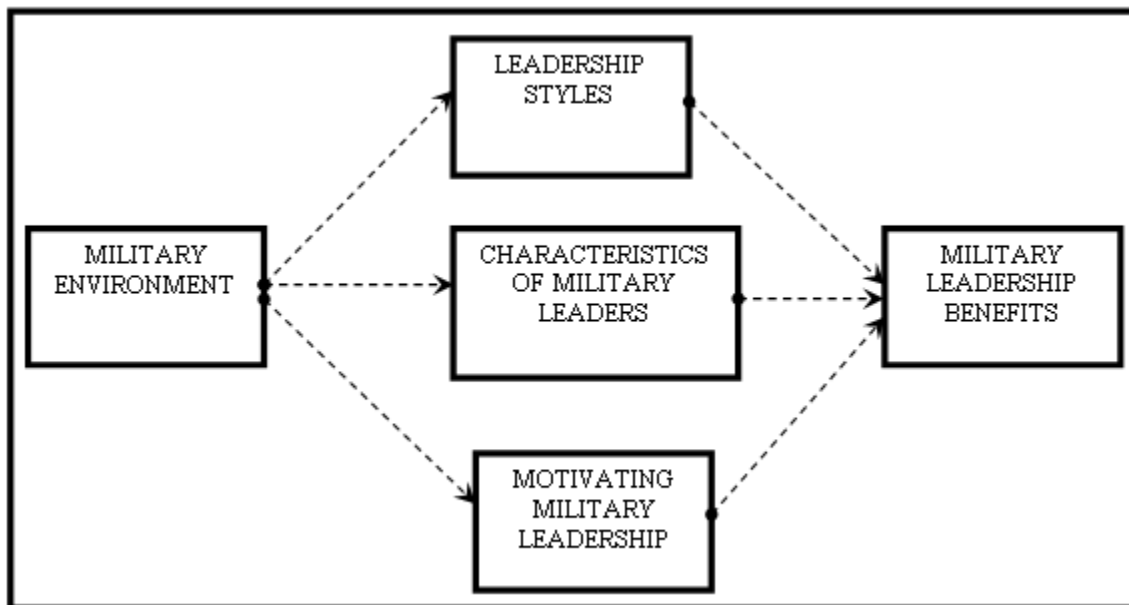 LEADERSHIP
STYLES
MILITARY
ENVIRONMENT
CHARACTERISTICS
OF MILITARY
LEADERS
MILITARY
LEADERSHIP
BENEFITS
MOTIVATING
MILITARY
LEADERSHIP